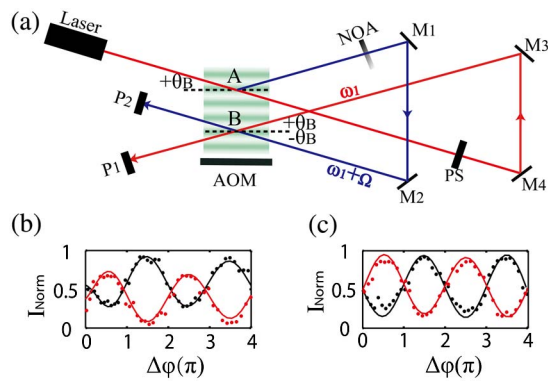 (a)
Laser
NOA
M1
M3
+θB
A
P2
ω1
B
+θB
-θB
P1
AOM
ω1+Ω
PS
M2
M4
(b)
(c)
1
0.5
0
INorm
0 1 2 3 4
Δφ(π)
1
0.5
0
INorm
0 1 2 3 4
Δφ(π)